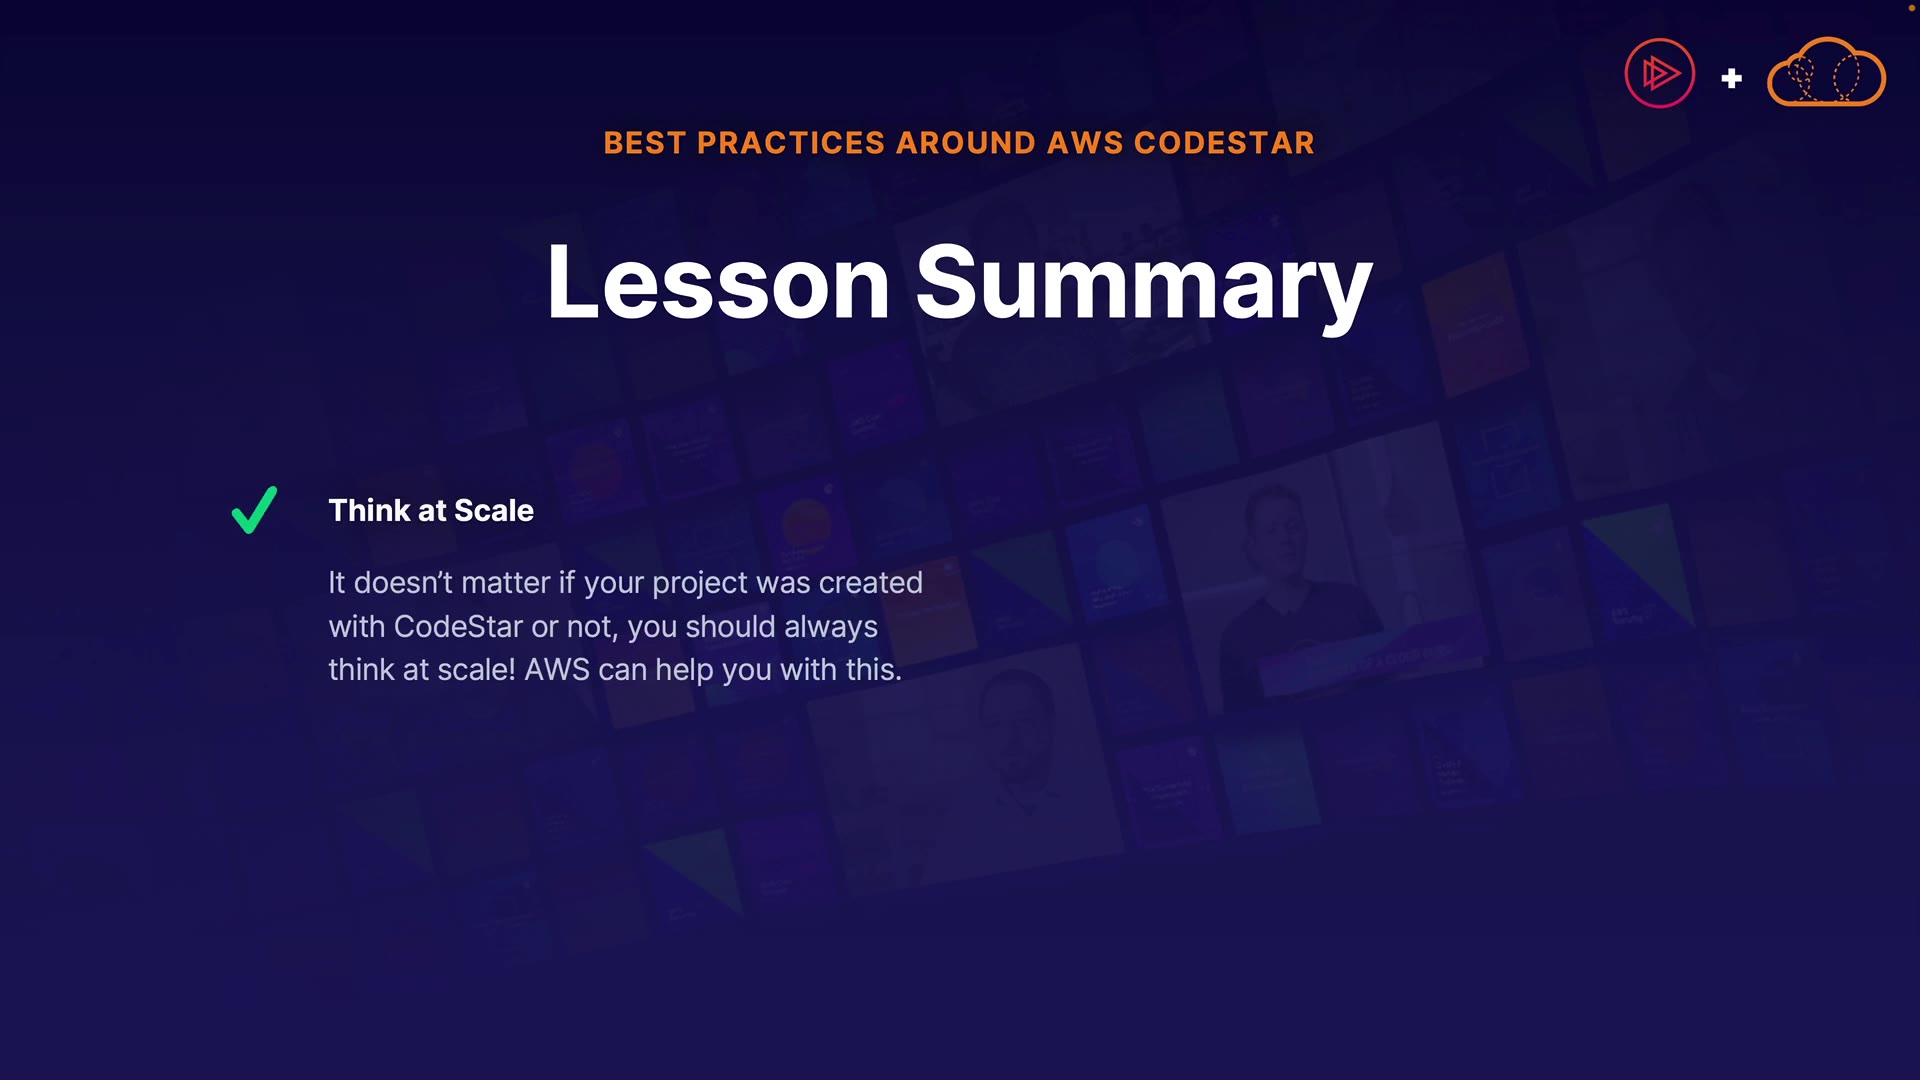 BEST PRACTICES AROUND AWS CODESTAR
Lesson Summary
Think at Scale
It doesn’t matter if your project was created
with CodeStar or not, you should always
think at scale! AWS can help you with this.